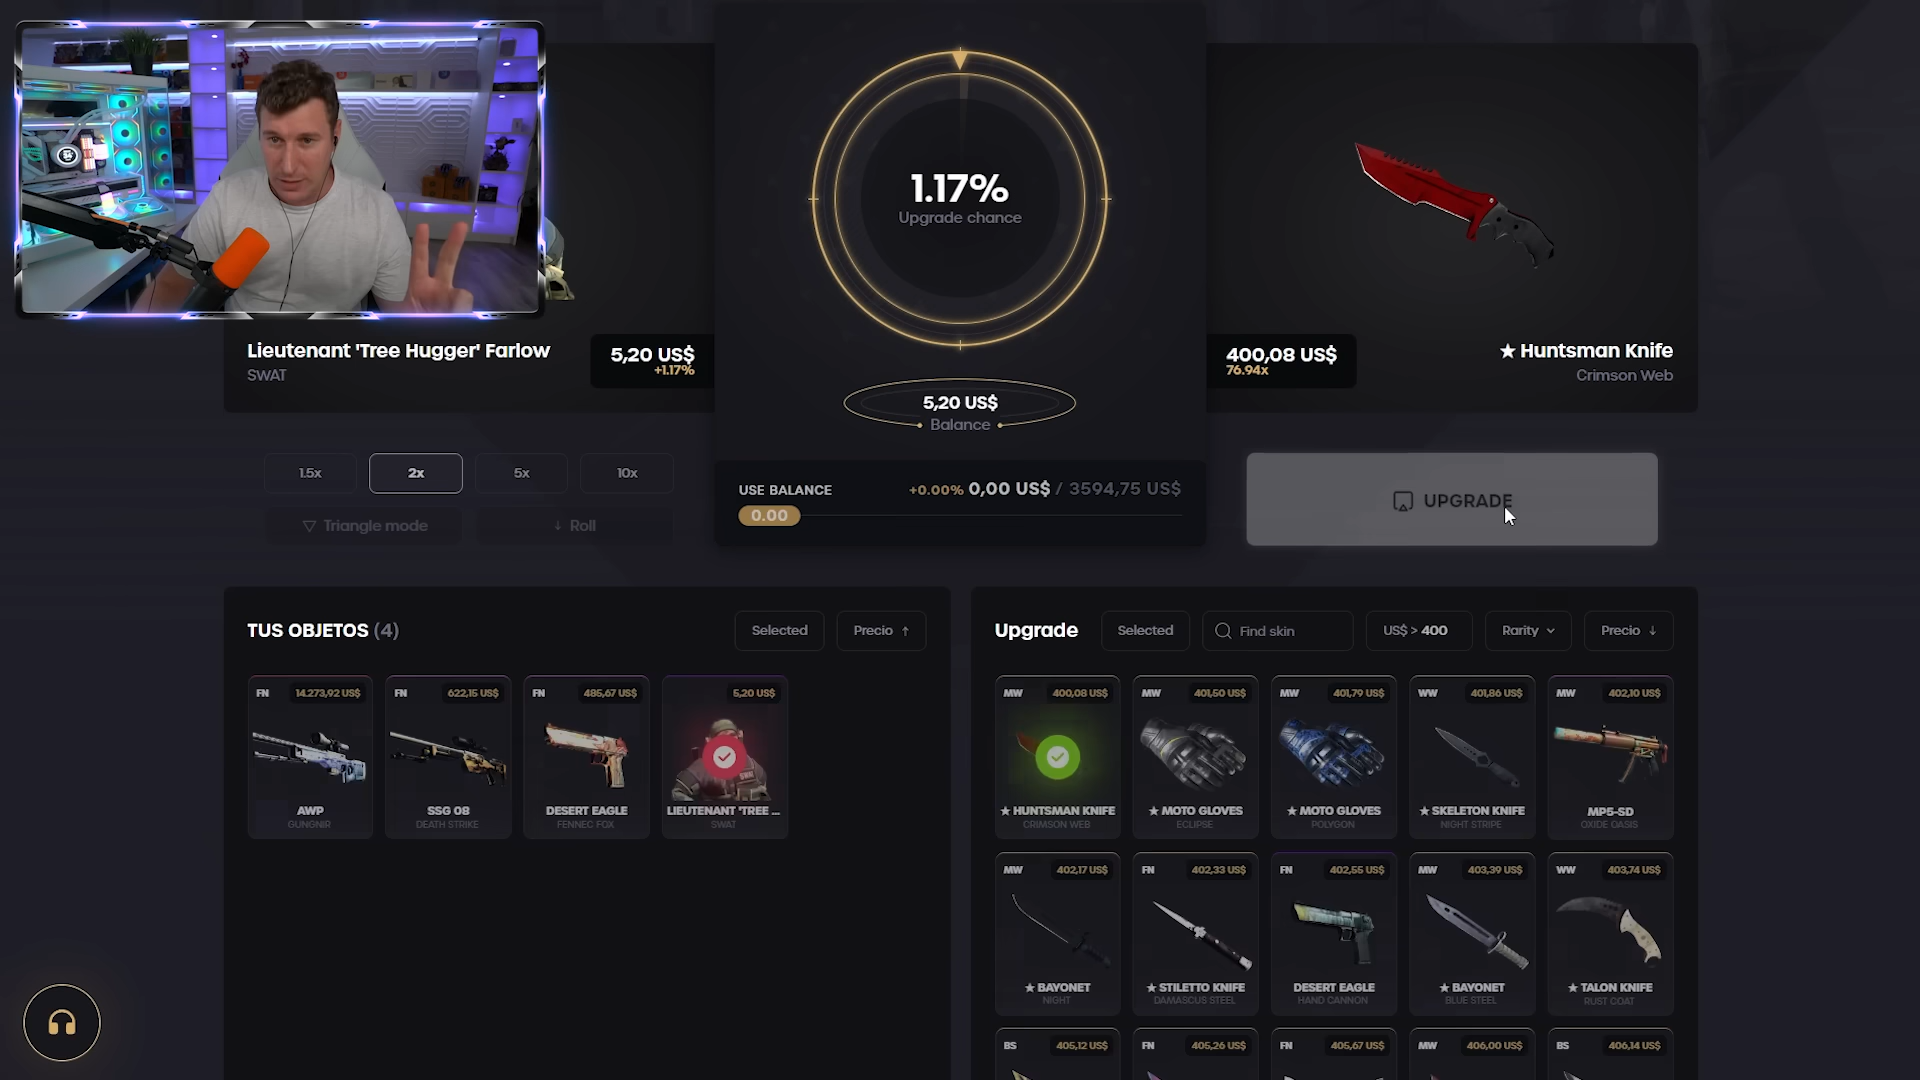 1.17%
Upgrade chance
Lieutenant 'Tree Hugger' Farlow
SWAT
5,20 US$
+1.17%
400,08 US$
76.94x
★ Huntsman Knife
Crimson Web
5,20 US$
Balance
1.5x
2x
5x
10x
Triangle mode
Roll
USE BALANCE
+0.00% 0,00 US$ / 3594,75 US$
0.00
UPGRADE
TUS OBJETOS (4)
Selected
Precio ↑
FN 14.273,92 US$
AWP
GUNGNIR
FN 622,15 US$
SSG 08
DEATH STRIKE
FN 485,67 US$
DESERT EAGLE
FENNEC FOX
5,20 US$
LIEUTENANT 'TREE ...
SWAT
Upgrade
Selected
Find skin
US$ > 400
Rarity
Precio ↓
MW 400,08 US$
★ HUNTSMAN KNIFE
CRIMSON WEB
MW 401,50 US$
★ MOTO GLOVES
ECLIPSE
MW 401,79 US$
★ MOTO GLOVES
POLYGON
WW 401,86 US$
★ SKELETON KNIFE
NIGHT STRIPE
MW 402,10 US$
MP5-SD
OXIDE OASIS
MW 402,17 US$
★ BAYONET
NIGHT
FN 402,33 US$
★ STILETTO KNIFE
DAMASCUS STEEL
FN 402,55 US$
DESERT EAGLE
HAND CANNON
MW 403,39 US$
★ BAYONET
BLUE STEEL
WW 403,74 US$
★ TALON KNIFE
RUST COAT
BS 405,12 US$
FN 405,26 US$
FN 405,67 US$
MW 406,00 US$
BS 406,14 US$